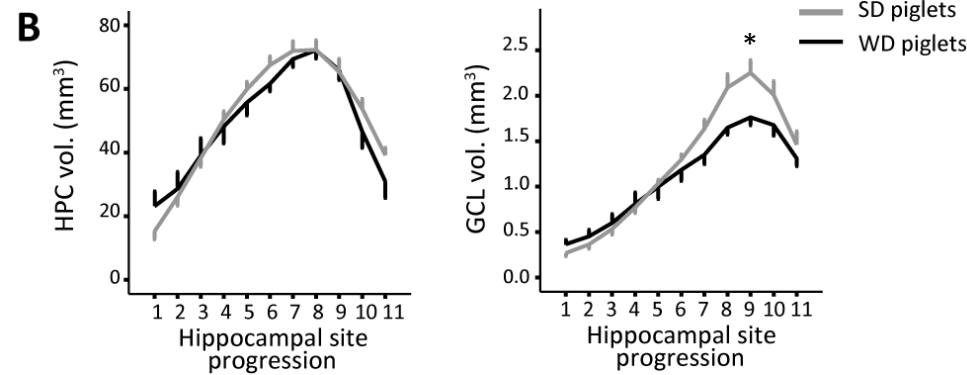 B
SD piglets
WD piglets
HPC vol. (mm³)
80
60
40
20
0
1 2 3 4 5 6 7 8 9 10 11
Hippocampal site
progression
GCL vol. (mm³)
2.5
2.0
1.5
1.0
0.5
0.0
*
1 2 3 4 5 6 7 8 9 10 11
Hippocampal site
progression